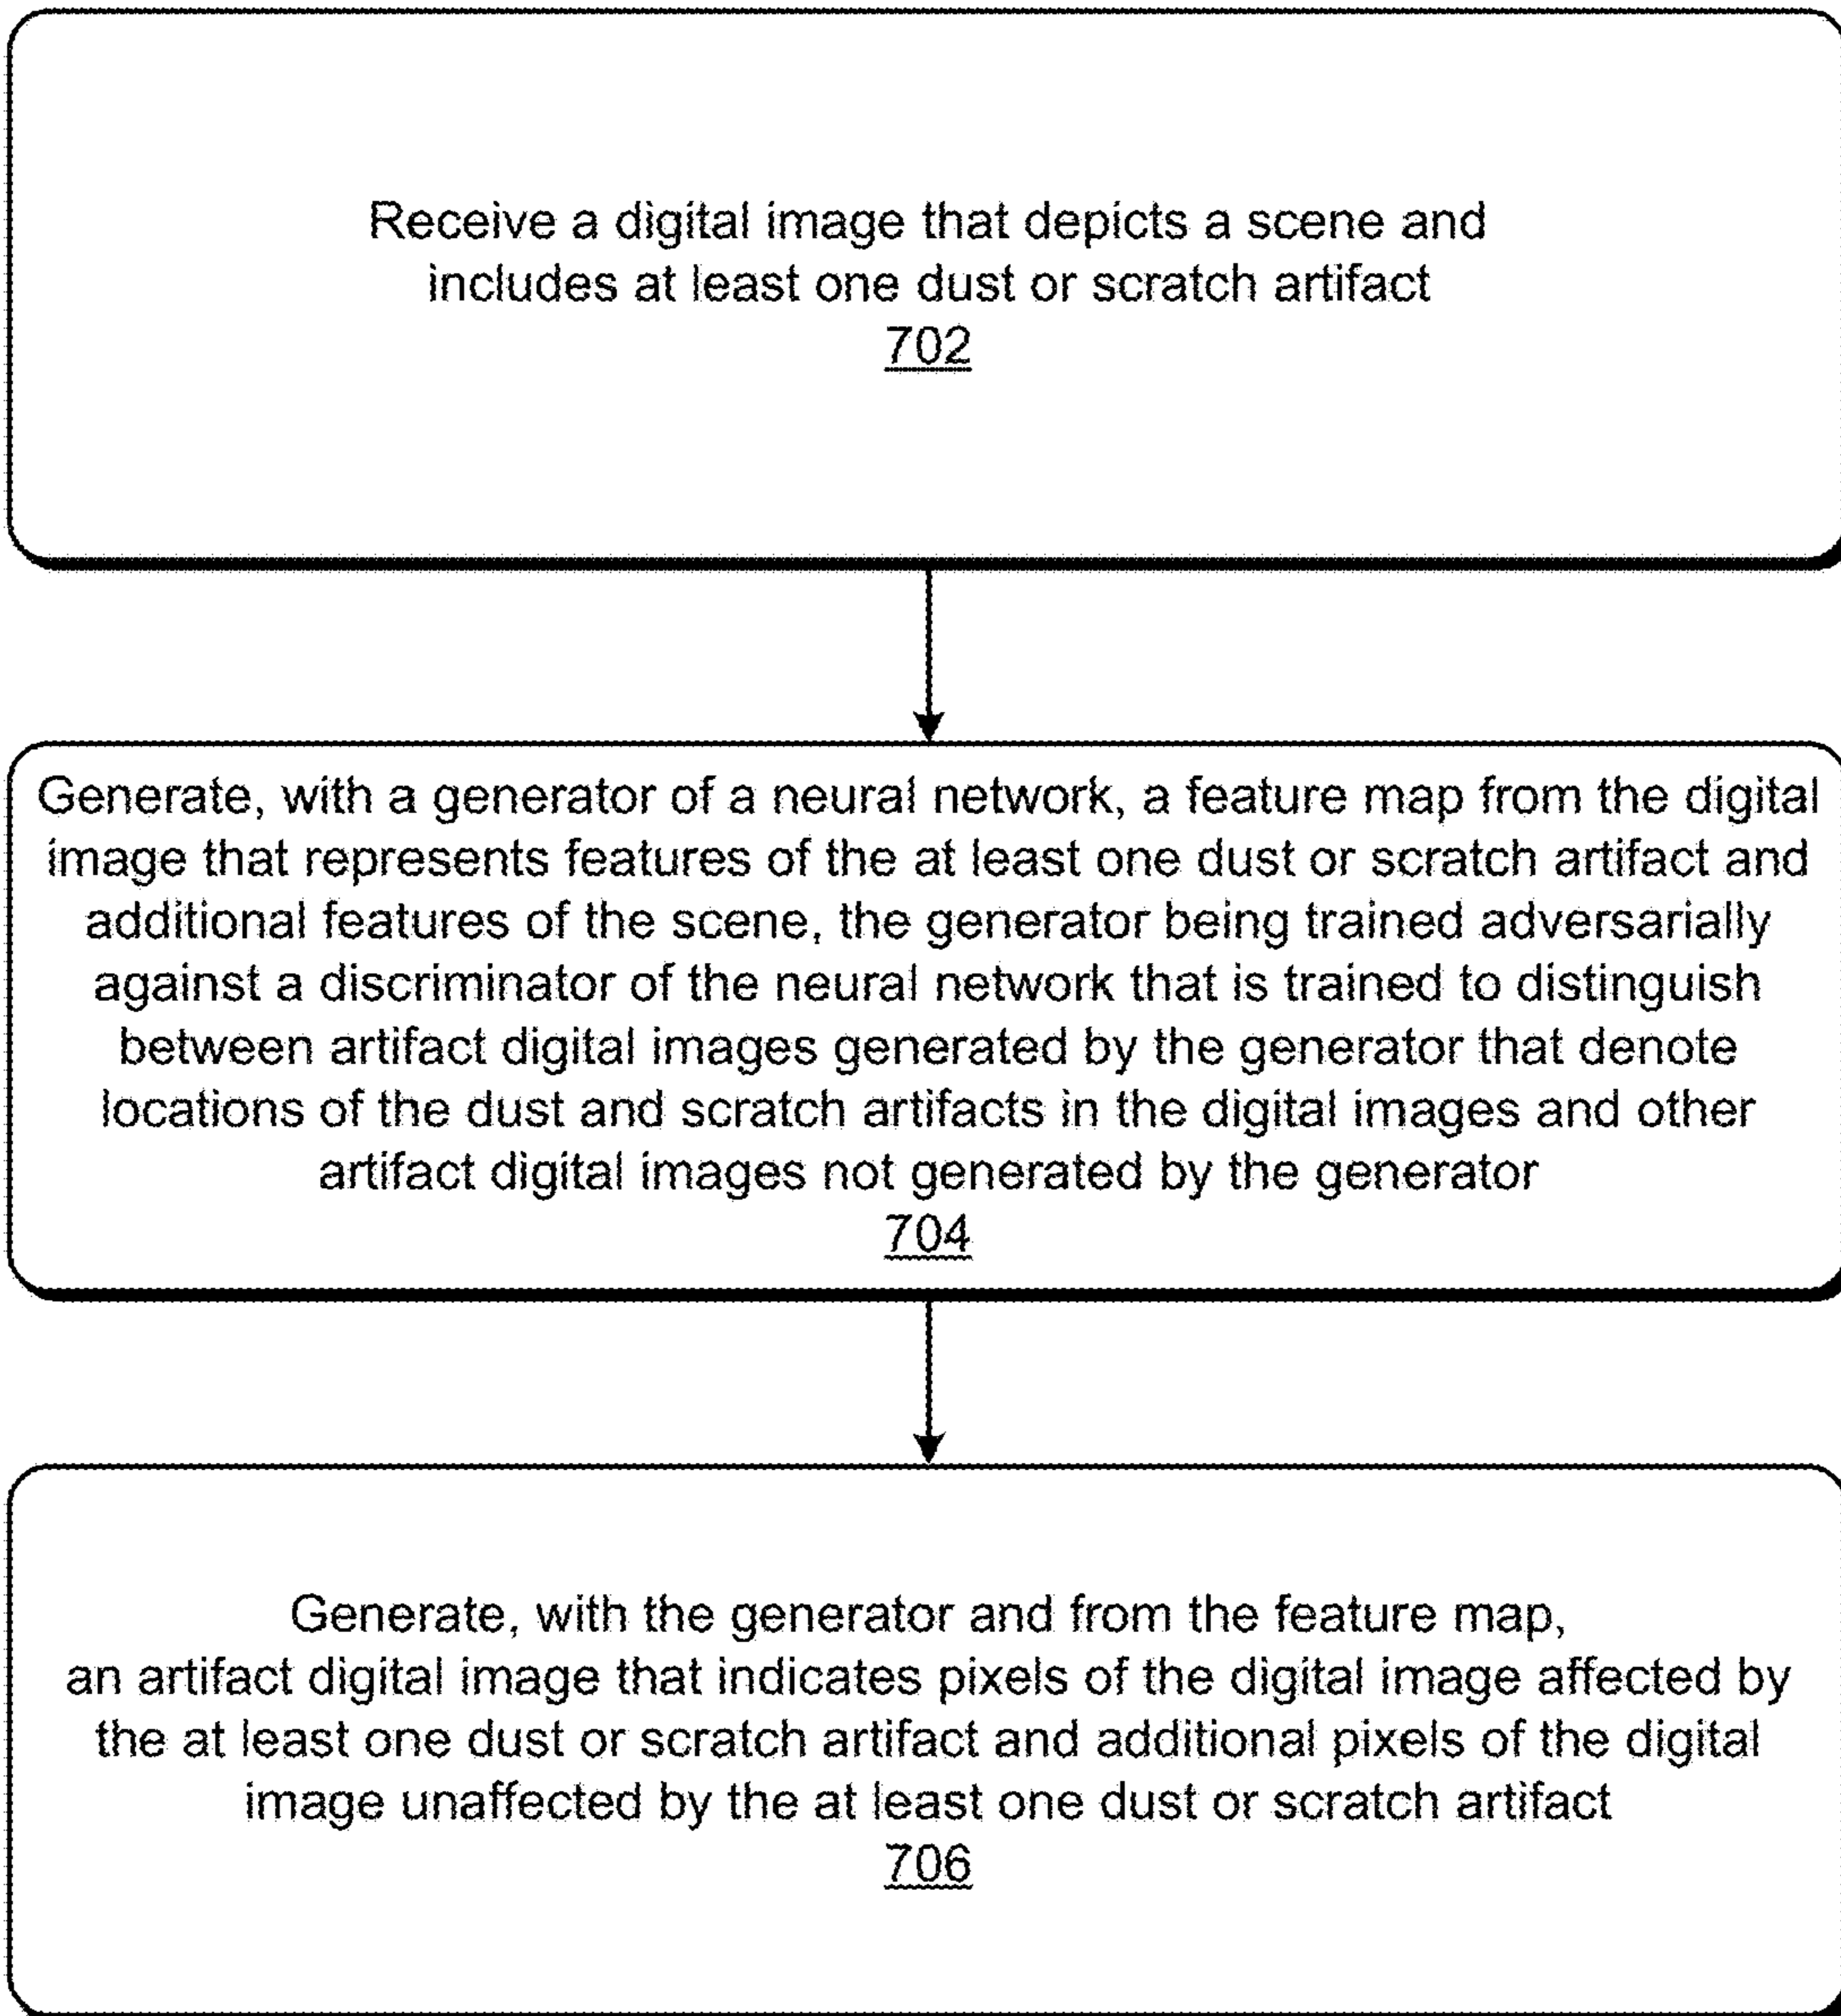 Receive a digital image that depicts a scene and
includes at least one dust or scratch artifact
702
Generate, with a generator of a neural network, a feature map from the digital
image that represents features of the at least one dust or scratch artifact and
additional features of the scene, the generator being trained adversarially
against a discriminator of the neural network that is trained to distinguish
between artifact digital images generated by the generator that denote
locations of the dust and scratch artifacts in the digital images and other
artifact digital images not generated by the generator
704
Generate, with the generator and from the feature map,
an artifact digital image that indicates pixels of the digital image affected by
the at least one dust or scratch artifact and additional pixels of the digital
image unaffected by the at least one dust or scratch artifact
706